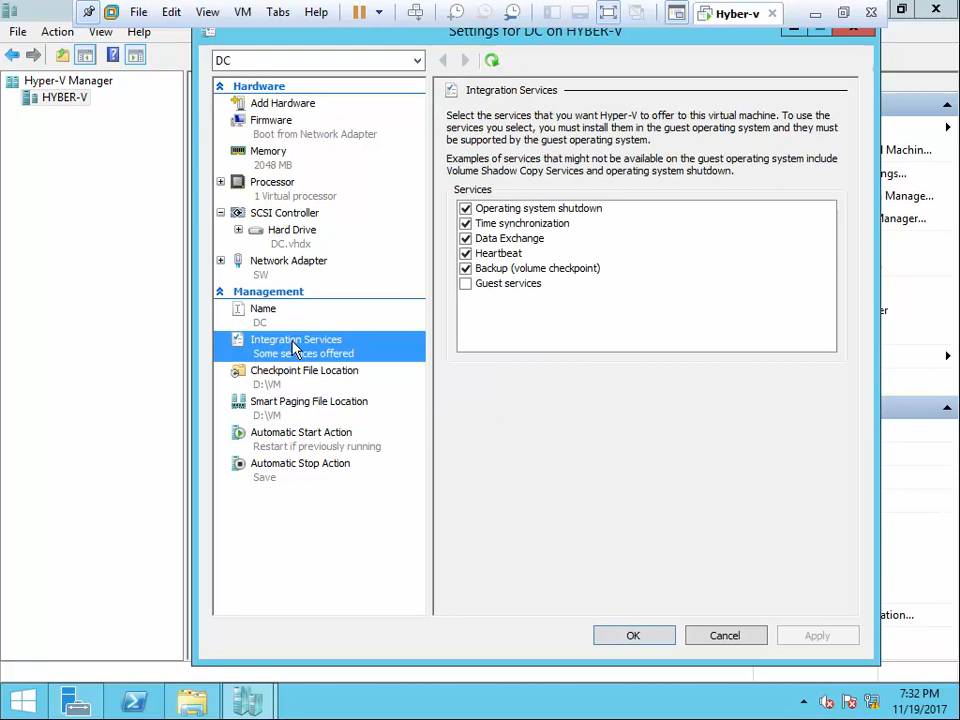 File Edit View VM Tabs Help Hyber-v
File Action View Help
Settings for DC on HYBER-V
Hyper-V Manager
HYBER-V
DC
Hardware
Add Hardware
Firmware
Boot from Network Adapter
Memory
2048 MB
Processor
1 Virtual processor
SCSI Controller
Hard Drive
DC.vhdx
Network Adapter
SW
Management
Name
DC
Integration Services
Some services offered
Checkpoint File Location
D:\VM
Smart Paging File Location
D:\VM
Automatic Start Action
Restart if previously running
Automatic Stop Action
Save
Integration Services
Select the services that you want Hyper-V to offer to this virtual machine. To use the
services you select, you must install them in the guest operating system and they must
be supported by the guest operating system.
Examples of services that might not be available on the guest operating system include
Volume Shadow Copy Services and operating system shutdown.
Services
Operating system shutdown
Time synchronization
Data Exchange
Heartbeat
Backup (volume checkpoint)
Guest services
OK Cancel Apply
l Machin...
ngs...
Manage...
anager...
er
ation...
7:32 PM
11/19/2017